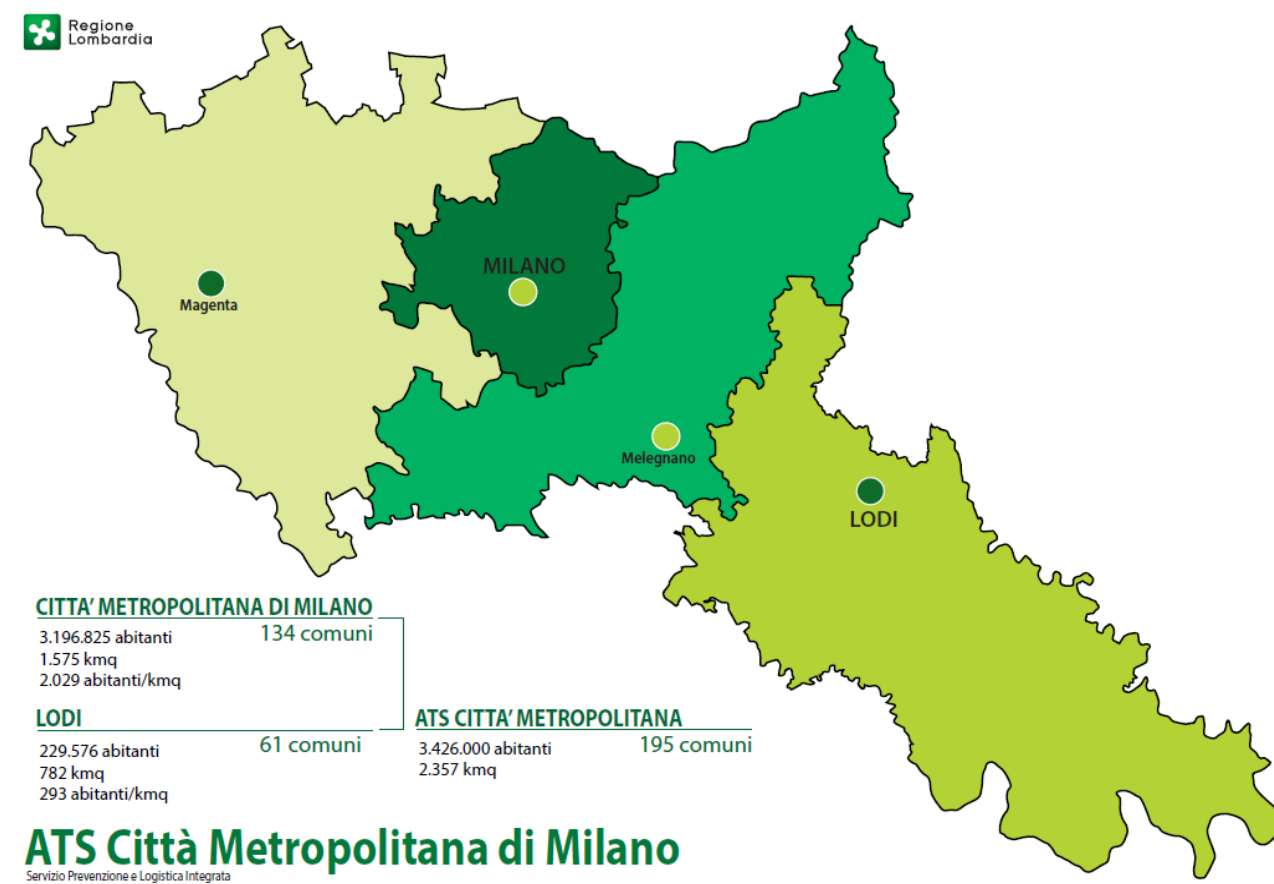 Regione
Lombardia
MILANO
Magenta
Melegnano
LODI
CITTA’ METROPOLITANA DI MILANO
3.196.825 abitanti
134 comuni
1.575 kmq
2.029 abitanti/kmq
LODI
229.576 abitanti
61 comuni
782 kmq
293 abitanti/kmq
ATS CITTA’ METROPOLITANA
3.426.000 abitanti
195 comuni
2.357 kmq
ATS Città Metropolitana di Milano
Servizio Prevenzione e Logistica Integrata